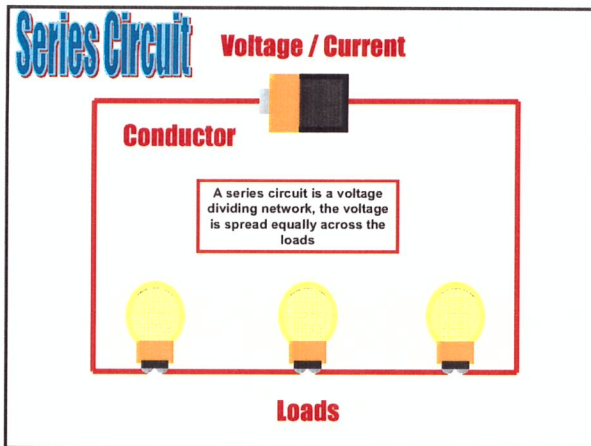 Series Circuit
Voltage / Current
Conductor
A series circuit is a voltage
dividing network, the voltage
is spread equally across the
loads
Loads